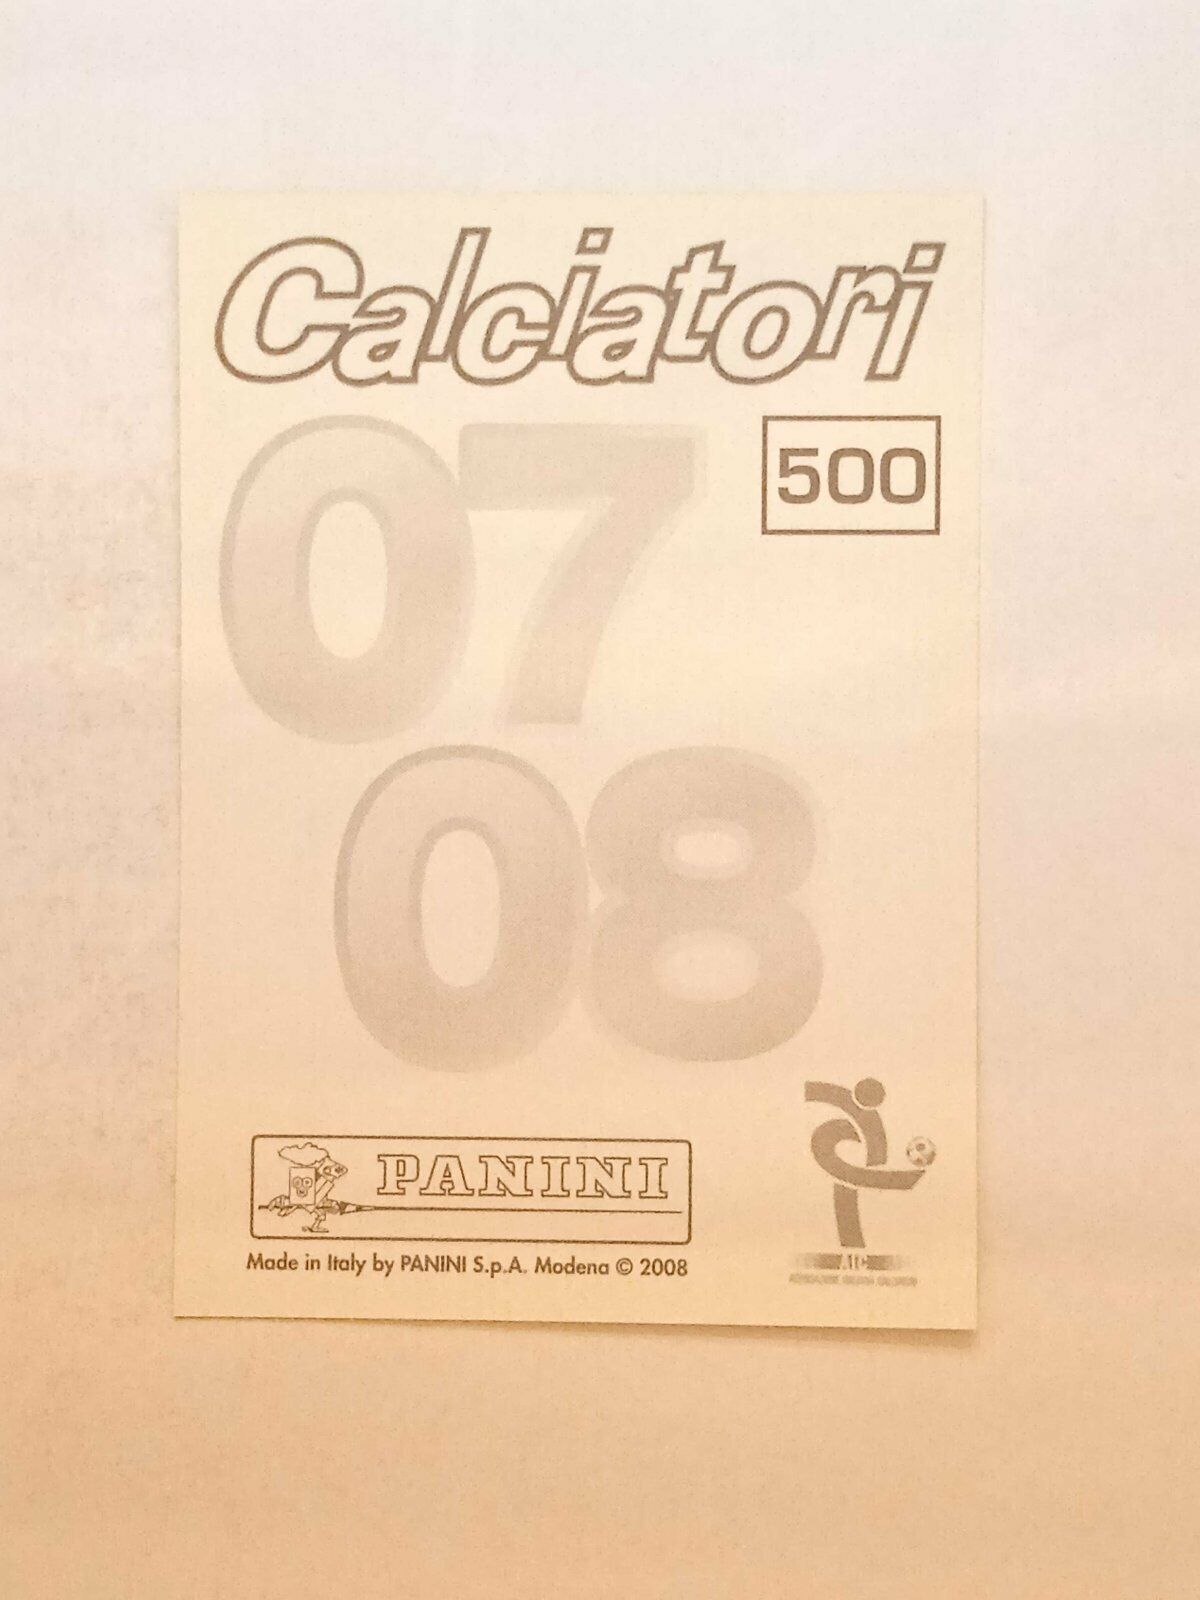 Calciatori
500
07
08
PANINI
Made in Italy by PANINI S.p.A. Modena © 2008